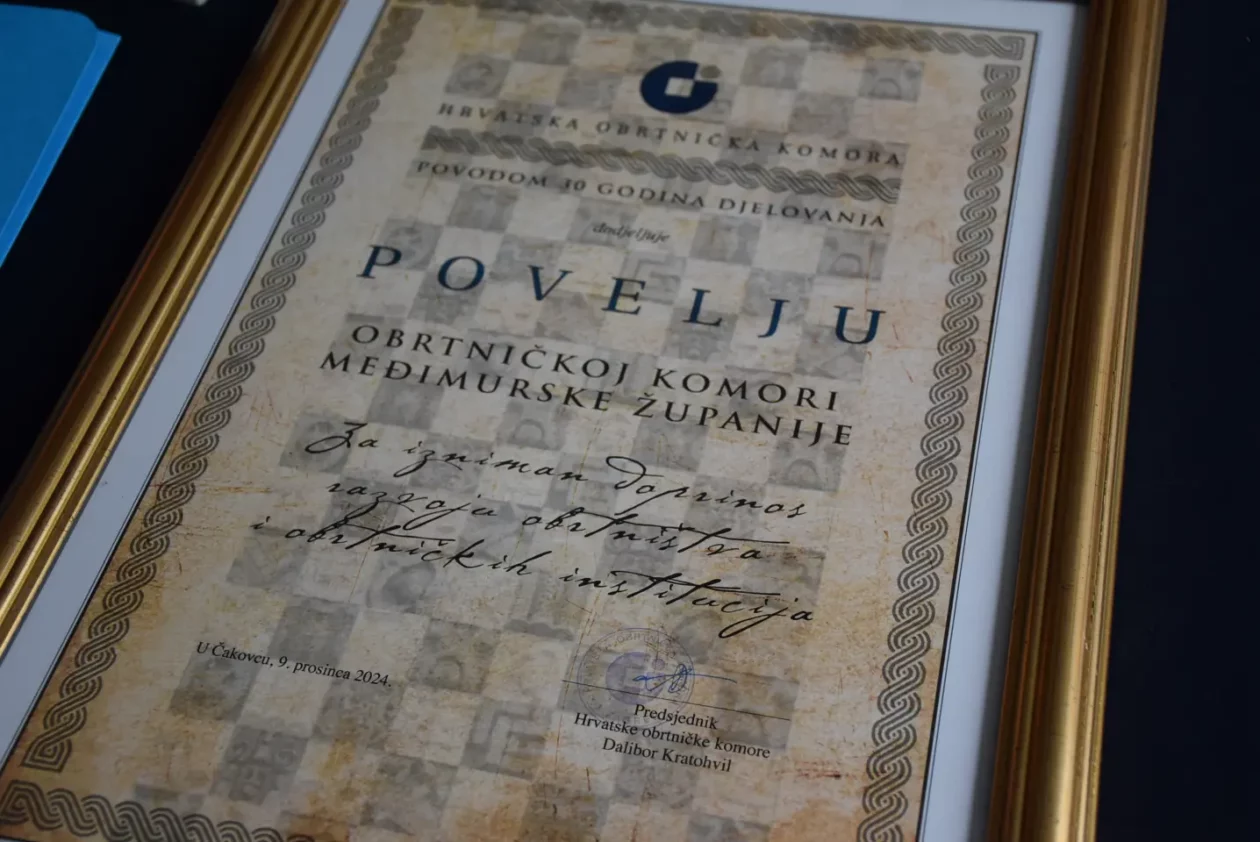 HRVATSKA OBRTNIČKA KOMORA
POVODOM 30 GODINA DJELOVANJA
dodjeljuje
POVELJU
OBRTNIČKOJ KOMORI
MEĐIMURSKE ŽUPANIJE
Za izniman doprinos
razvoju obrtništva
i obrtničkih institucija
U Čakovcu, 9. prosinca 2024.
Predsjednik
Hrvatske obrtničke komore
Dalibor Kratohvil